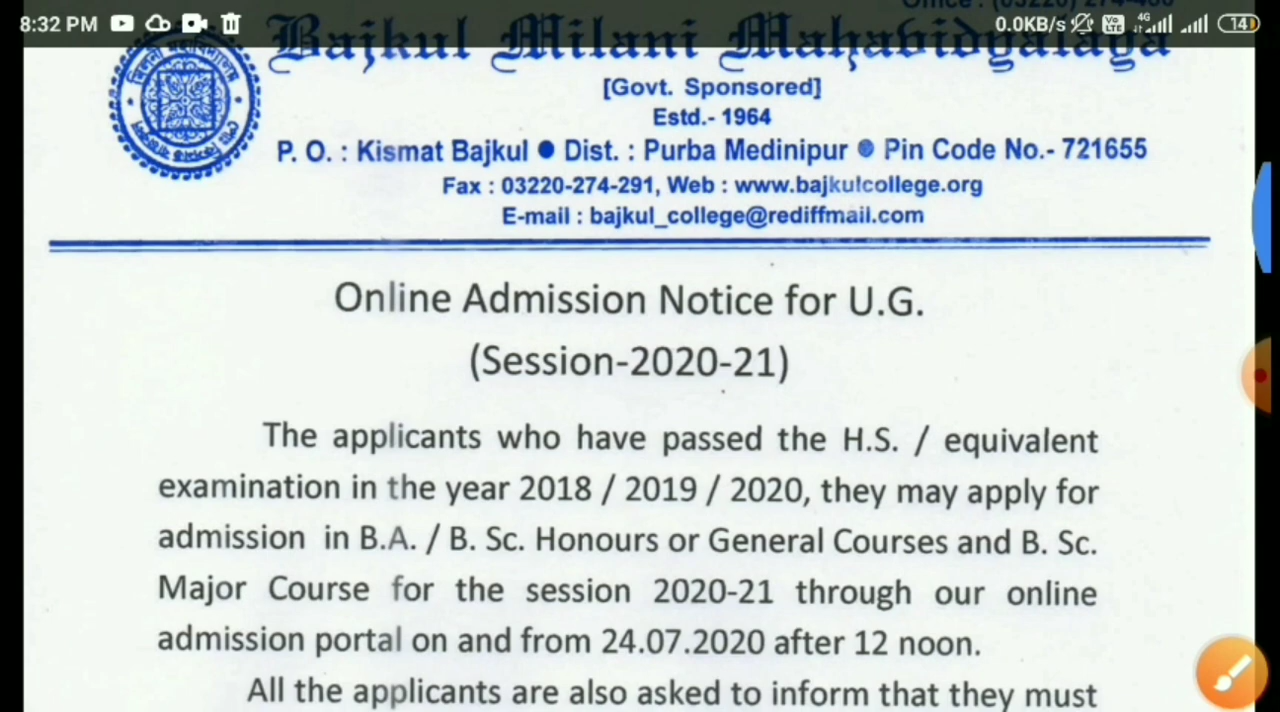 8:32 PM 0.0KB/s Vo LTE 4G 14
Bajkul Milani Mahavidyalaya
[Govt. Sponsored]
Estd.- 1964
P. O. : Kismat Bajkul ● Dist. : Purba Medinipur ● Pin Code No.- 721655
Fax : 03220-274-291, Web : www.bajkulcollege.org
E-mail : bajkul_college@rediffmail.com
Online Admission Notice for U.G.
(Session-2020-21)
The applicants who have passed the H.S. / equivalent
examination in the year 2018 / 2019 / 2020, they may apply for
admission in B.A. / B. Sc. Honours or General Courses and B. Sc.
Major Course for the session 2020-21 through our online
admission portal on and from 24.07.2020 after 12 noon.
All the applicants are also asked to inform that they must